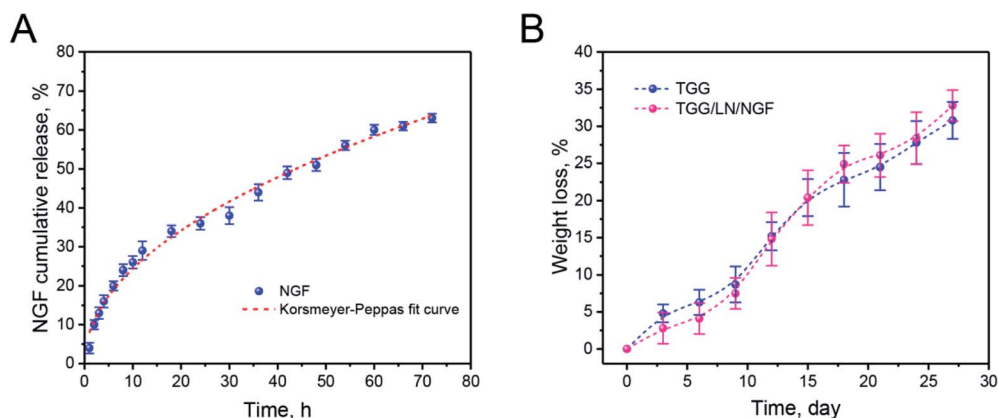 A
NGF cumulative release, %
80
70
60
50
40
30
20
10
0
NGF
Korsmeyer-Peppas fit curve
0 10 20 30 40 50 60 70 80
Time, h
B
Weight loss, %
40
35
30
25
20
15
10
5
0
TGG
TGG/LN/NGF
0 5 10 15 20 25 30
Time, day